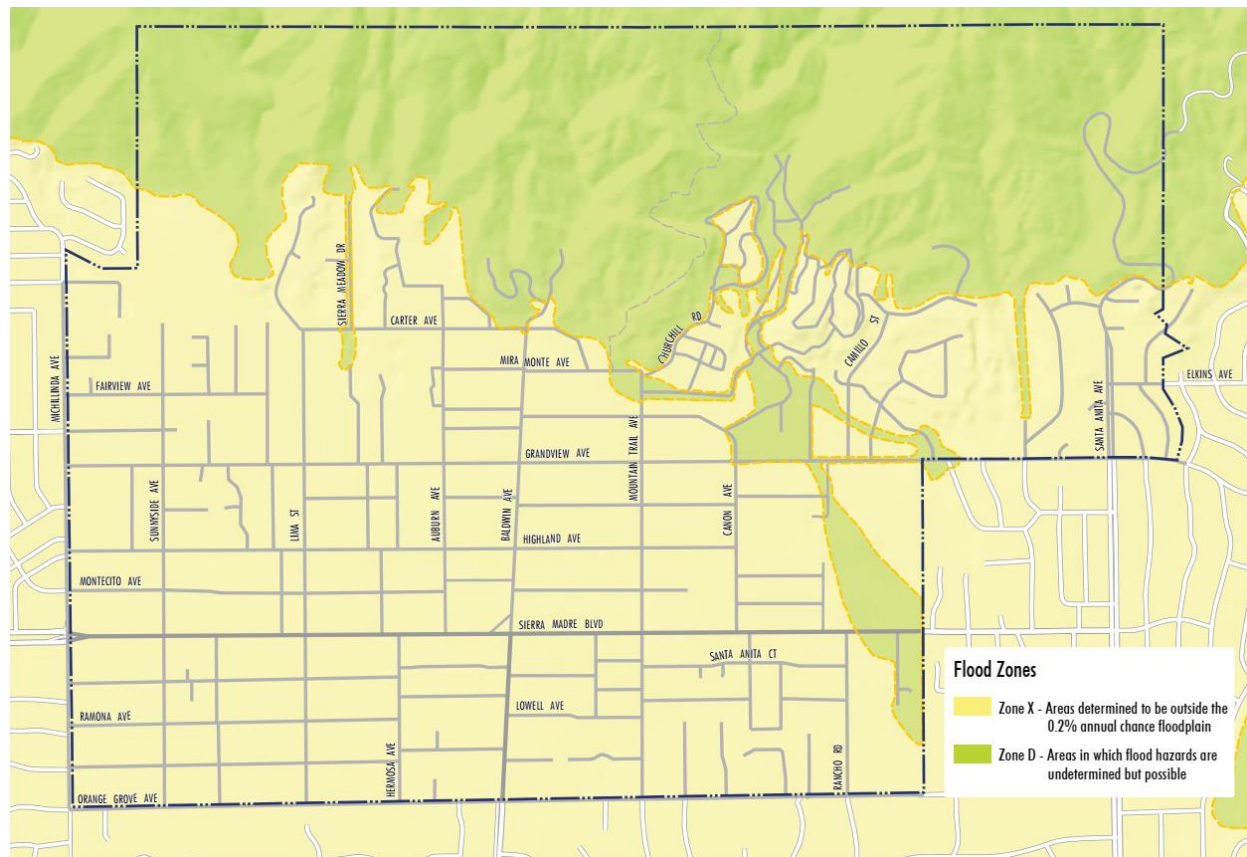 SIERRA MEADOW DR
CARTER AVE
CHURCHILL RD
CAMILLO ST
MICHILLINDA AVE
MIRA MONTE AVE
FAIRVIEW AVE
ELKINS AVE
SANTA ANITA AVE
MOUNTAIN TRAIL AVE
GRANDVIEW AVE
SUNNYSIDE AVE
LIMA ST
AUBURN AVE
BALDWIN AVE
CANON AVE
HIGHLAND AVE
MONTECITO AVE
SIERRA MADRE BLVD
SANTA ANITA CT
LOWELL AVE
RAMONA AVE
HERMOSA AVE
RANCHO RD
ORANGE GROVE AVE
Flood Zones
Zone X - Areas determined to be outside the
0.2% annual chance floodplain
Zone D - Areas in which flood hazards are
undetermined but possible